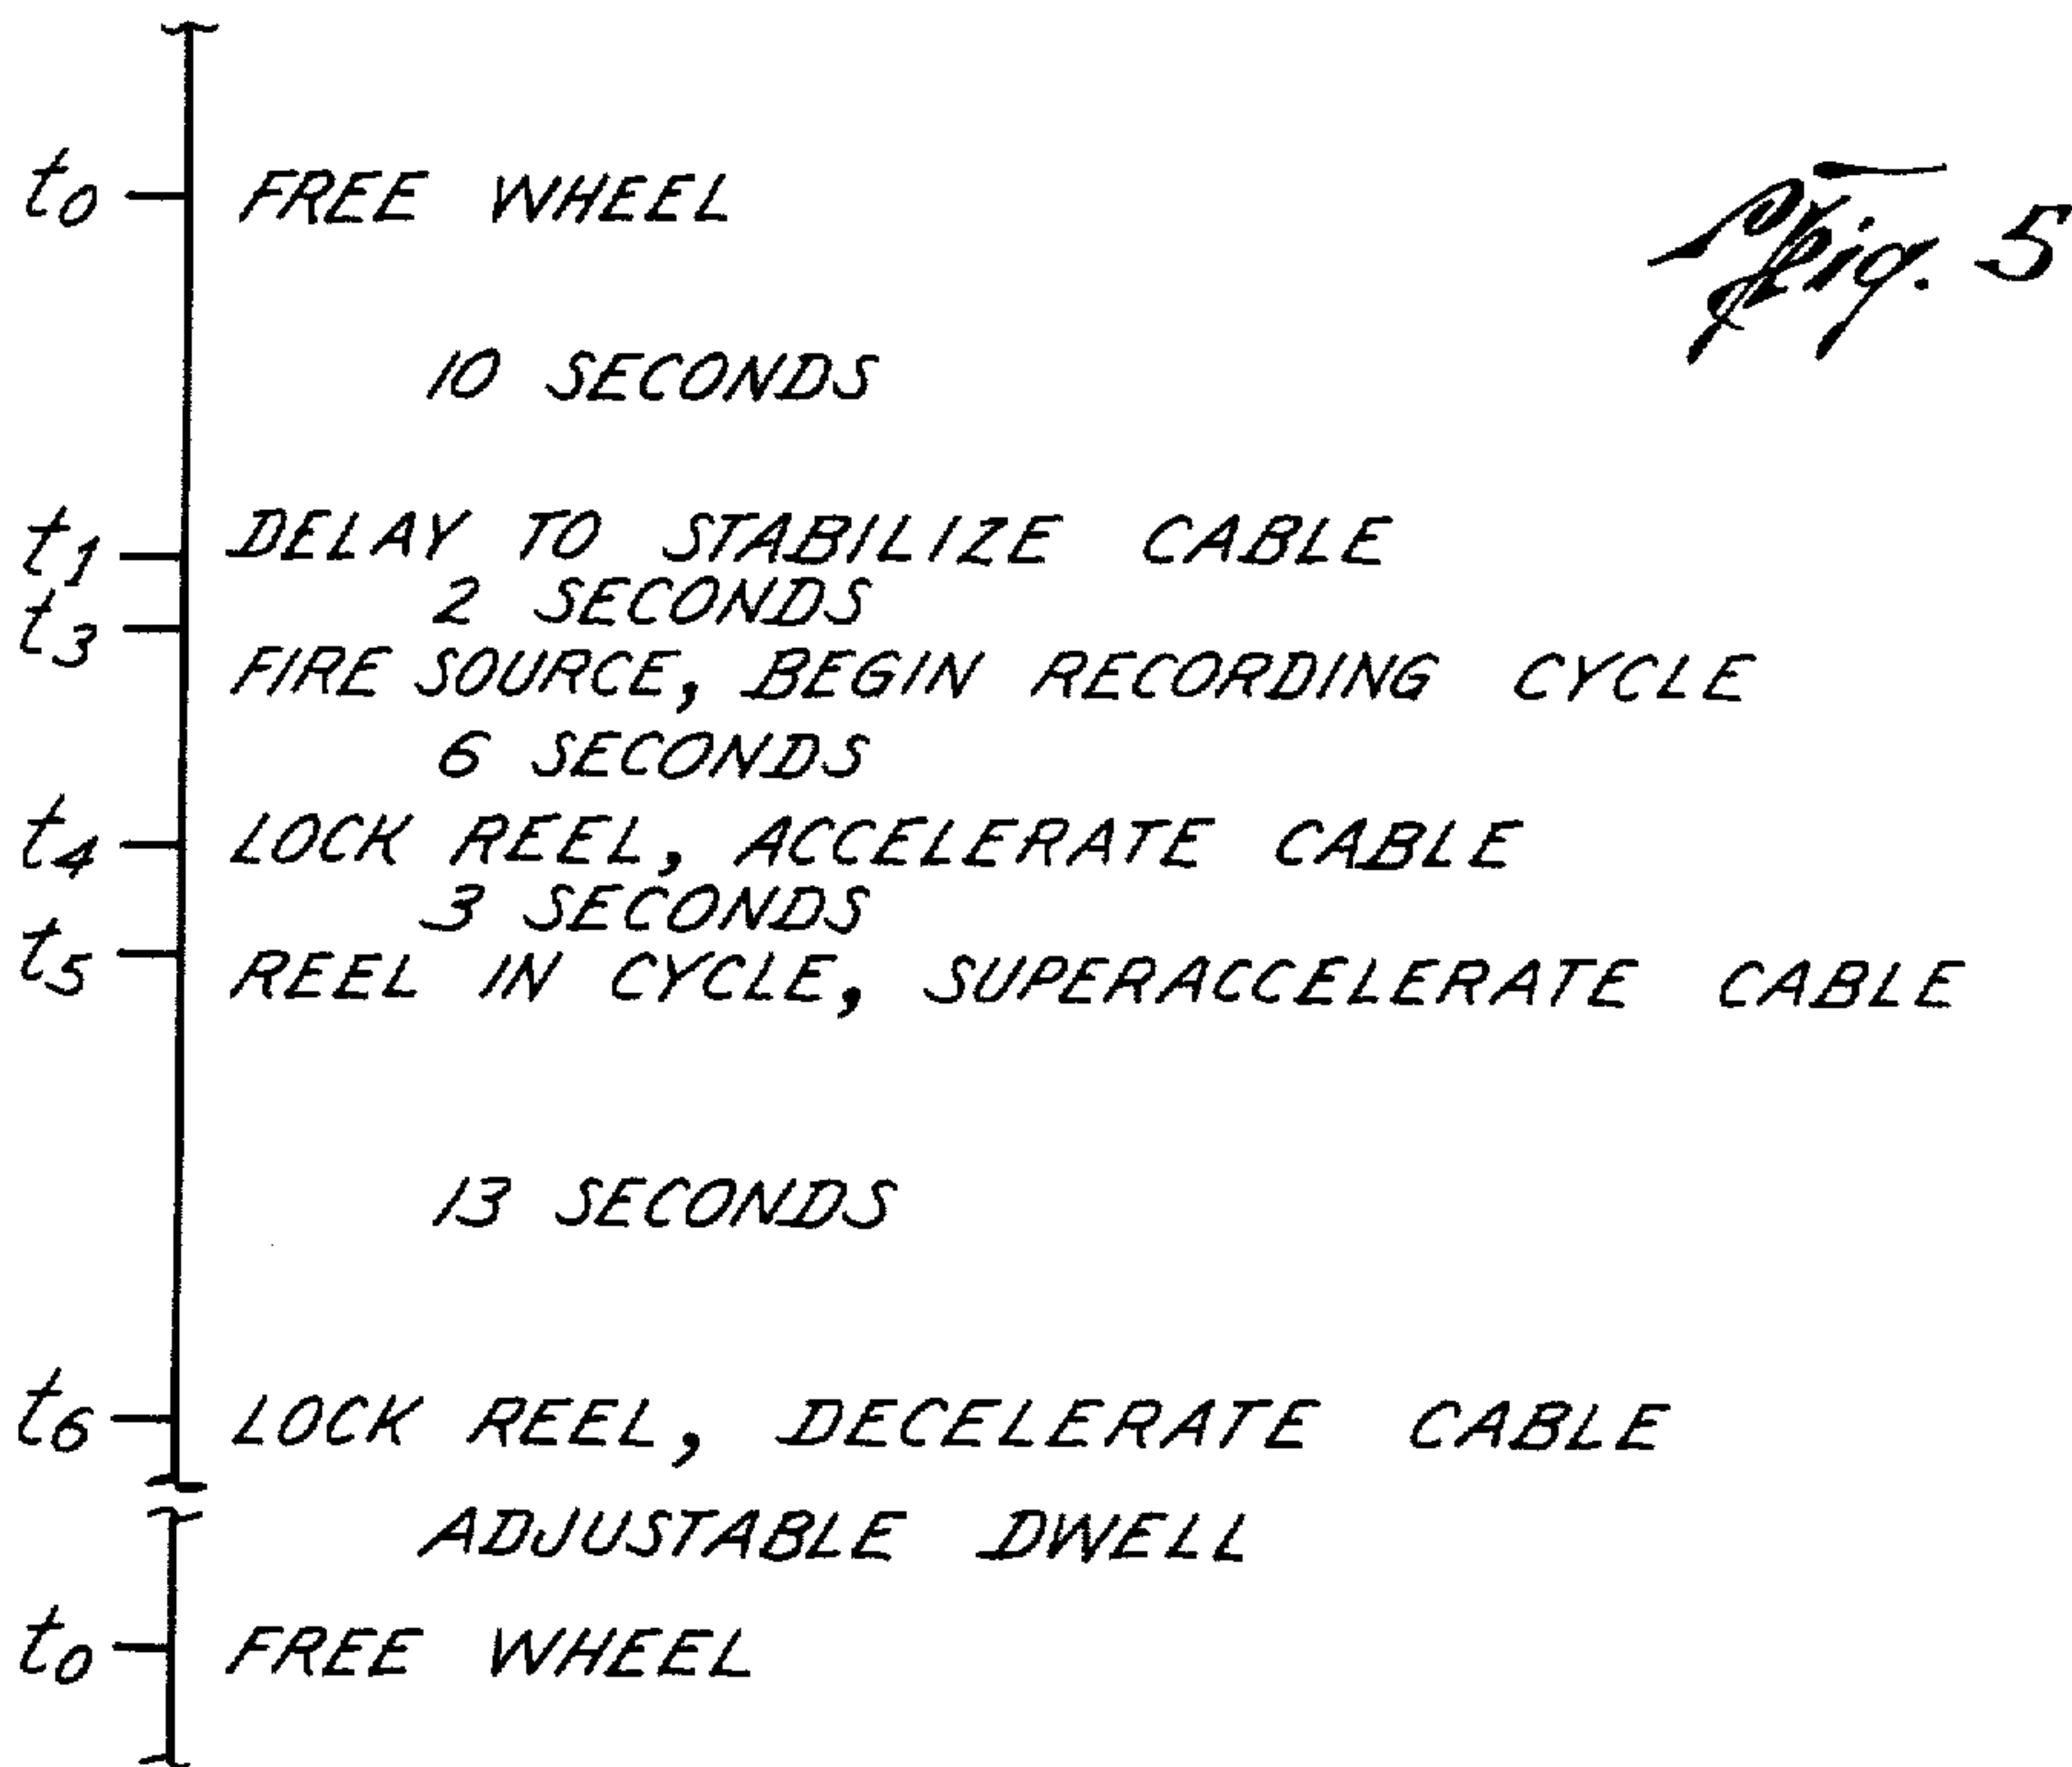 t0 FREE WHEEL
Fig. 5
10 SECONDS
t1 DELAY TO STABILIZE CABLE
2 SECONDS
t3
FIRE SOURCE, BEGIN RECORDING CYCLE
6 SECONDS
t4 LOCK REEL, ACCELERATE CABLE
3 SECONDS
t5 REEL IN CYCLE, SUPERACCELERATE CABLE
13 SECONDS
t6 LOCK REEL, DECELERATE CABLE
ADJUSTABLE DWELL
t0 FREE WHEEL